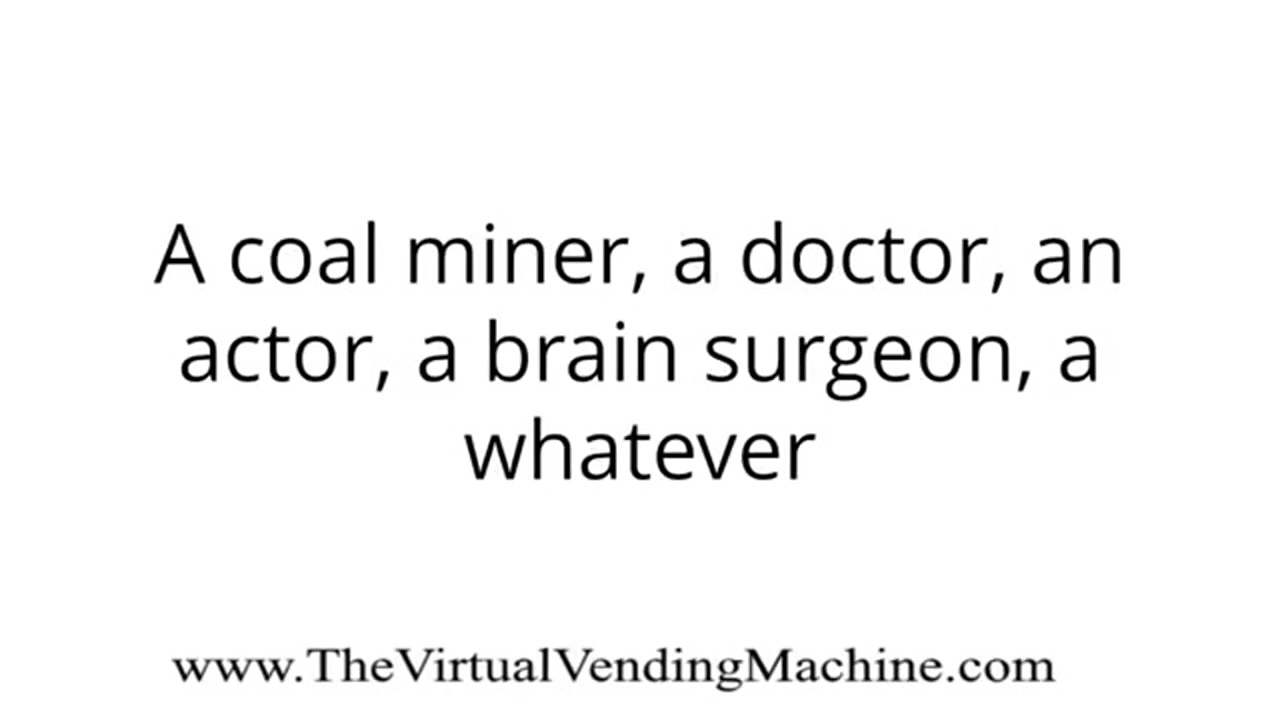 A coal miner, a doctor, an
actor, a brain surgeon, a
whatever
www.TheVirtualVendingMachine.com